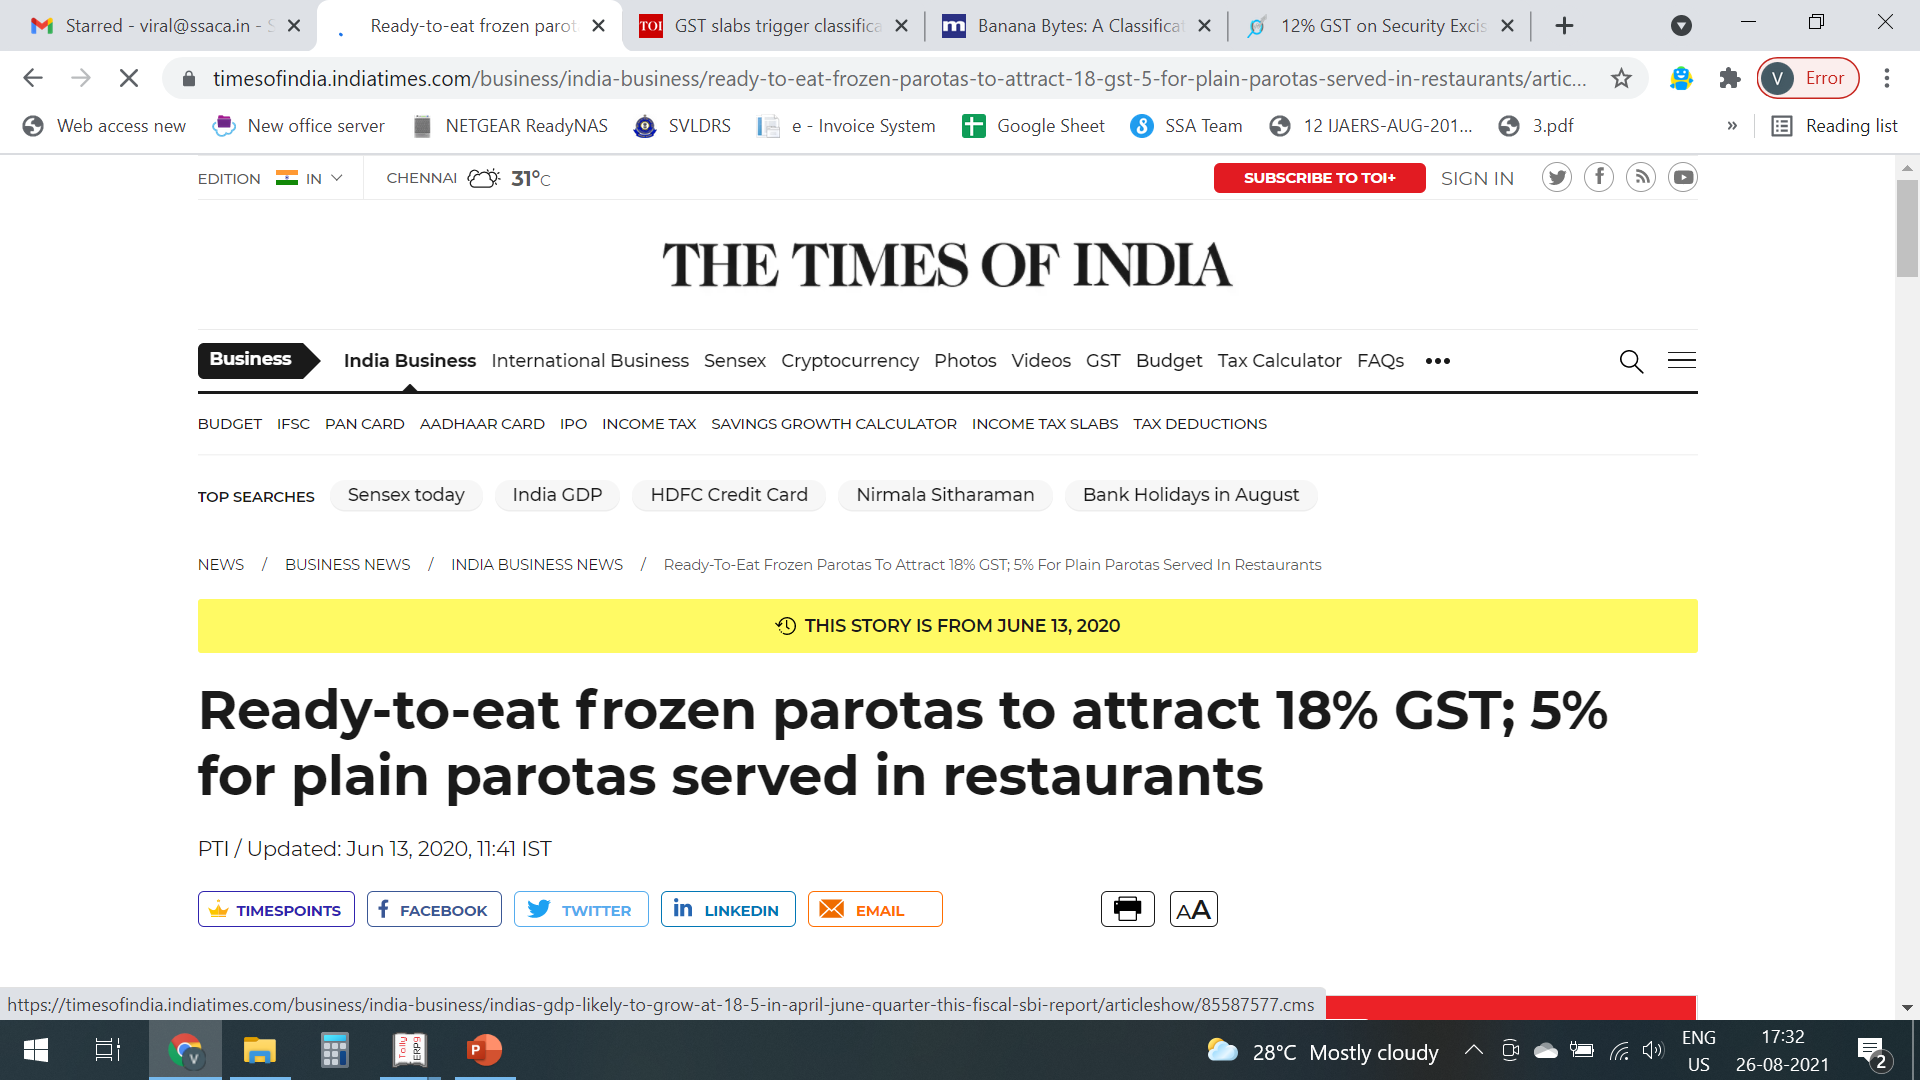 Starred - viral@ssaca.in - S
Ready-to-eat frozen parot
TOI GST slabs trigger classifica
m Banana Bytes: A Classificat
12% GST on Security Excis
timesofindia.indiatimes.com/business/india-business/ready-to-eat-frozen-parotas-to-attract-18-gst-5-for-plain-parotas-served-in-restaurants/artic...
V Error
Web access new New office server NETGEAR ReadyNAS SVLDRS e - Invoice System Google Sheet SSA Team 12 IJAERS-AUG-201... 3.pdf » Reading list
EDITION IN CHENNAI 31°C SUBSCRIBE TO TOI+ SIGN IN
THE TIMES OF INDIA
Business India Business International Business Sensex Cryptocurrency Photos Videos GST Budget Tax Calculator FAQs •••
BUDGET IFSC PAN CARD AADHAAR CARD IPO INCOME TAX SAVINGS GROWTH CALCULATOR INCOME TAX SLABS TAX DEDUCTIONS
TOP SEARCHES Sensex today India GDP HDFC Credit Card Nirmala Sitharaman Bank Holidays in August
NEWS / BUSINESS NEWS / INDIA BUSINESS NEWS / Ready-To-Eat Frozen Parotas To Attract 18% GST; 5% For Plain Parotas Served In Restaurants
THIS STORY IS FROM JUNE 13, 2020
Ready-to-eat frozen parotas to attract 18% GST; 5%
for plain parotas served in restaurants
PTI / Updated: Jun 13, 2020, 11:41 IST
TIMESPOINTS FACEBOOK TWITTER LINKEDIN EMAIL AA
https://timesofindia.indiatimes.com/business/india-business/indias-gdp-likely-to-grow-at-18-5-in-april-june-quarter-this-fiscal-sbi-report/articleshow/85587577.cms
28°C Mostly cloudy
ENG
US
17:32
26-08-2021
2